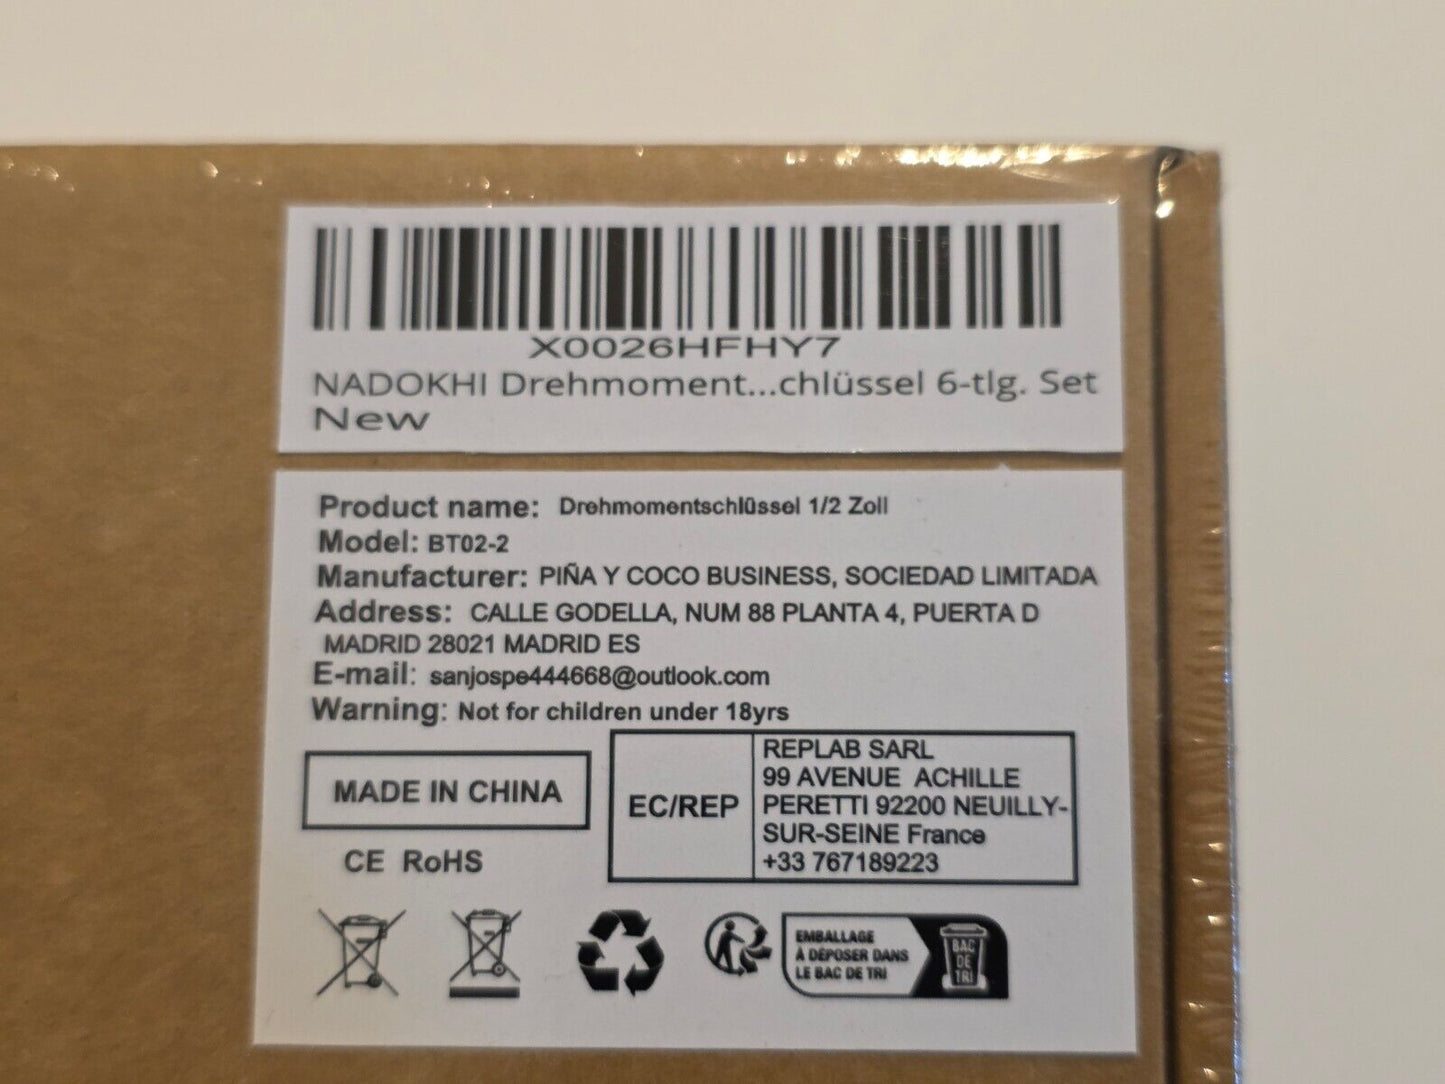 X0026HFHY7
NADOKHI Drehmoment...chlüssel 6-tlg. Set
New
Product name: Drehmomentschlüssel 1/2 Zoll
Model: BT02-2
Manufacturer: PIÑA Y COCO BUSINESS, SOCIEDAD LIMITADA
Address: CALLE GODELLA, NUM 88 PLANTA 4, PUERTA D
MADRID 28021 MADRID ES
E-mail: sanjospe444668@outlook.com
Warning: Not for children under 18yrs
MADE IN CHINA
CE RoHS
EC/REP
REPLAB SARL
99 AVENUE ACHILLE
PERETTI 92200 NEUILLY-
SUR-SEINE France
+33 767189223
EMBALLAGE
À DÉPOSER DANS
LE BAC DE TRI
BAC
DE
TRI